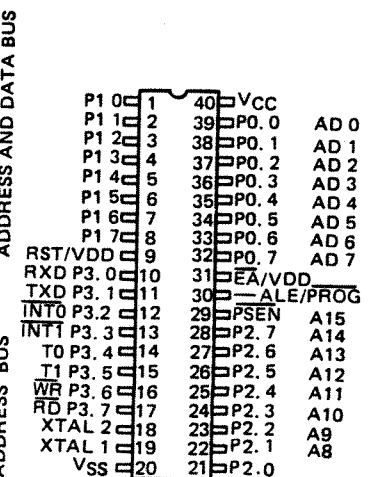 ADDRESS AND DATA BUS
P1 0 1 40 VCC
P1 1 2 39 P0. 0 AD 0
P1 2 3 38 P0. 1 AD 1
P1 3 4 37 P0. 2 AD 2
P1 4 5 36 P0. 3 AD 3
P1 5 6 35 P0. 4 AD 4
P1 6 7 34 P0. 5 AD 5
P1 7 8 33 P0. 6 AD 6
RST/VDD 9 32 P0. 7 AD 7
RXD P3. 0 10 31 EA/VDD
TXD P3. 1 11 30 ALE/PROG
INT0 P3.2 12 29 PSEN
INT1 P3. 3 13 28 P2. 7 A15
T0 P3. 4 14 27 P2. 6 A14
T1 P3. 5 15 26 P2. 5 A13
WR P3. 6 16 25 P2. 4 A12
RD P3. 7 17 24 P2. 3 A11
XTAL 2 18 23 P2. 2 A10
XTAL 1 19 22 P2. 1 A9
VSS 20 21 P2.0 A8
ADDRESS BUS